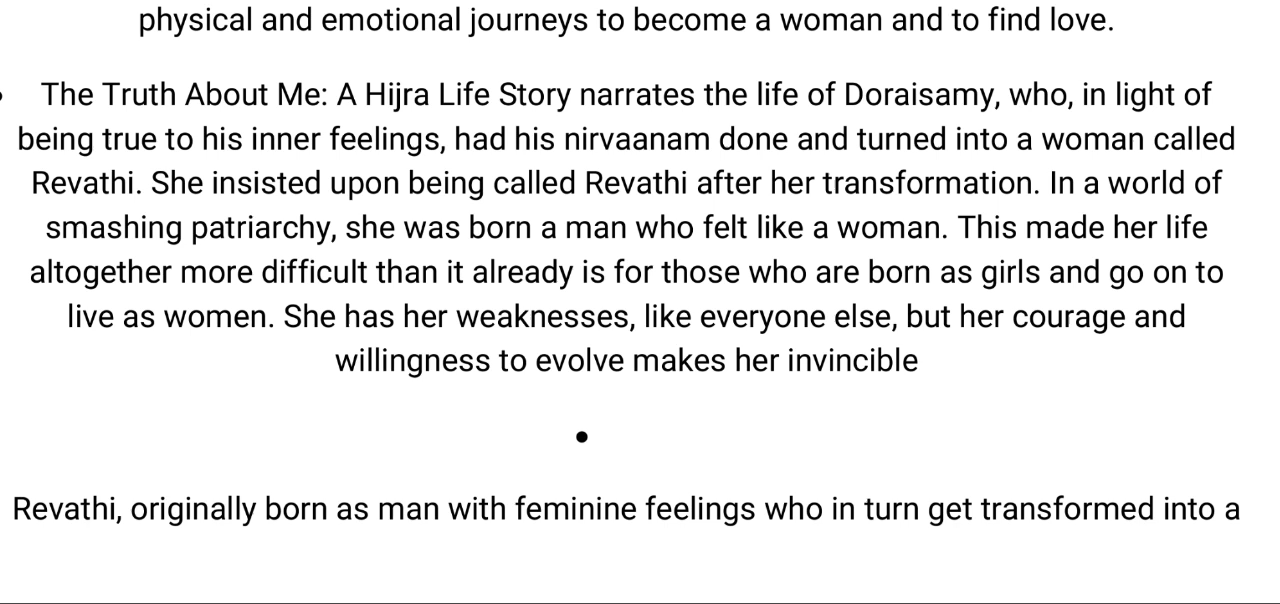 physical and emotional journeys to become a woman and to find love.
• The Truth About Me: A Hijra Life Story narrates the life of Doraisamy, who, in light of
being true to his inner feelings, had his nirvaanam done and turned into a woman called
Revathi. She insisted upon being called Revathi after her transformation. In a world of
smashing patriarchy, she was born a man who felt like a woman. This made her life
altogether more difficult than it already is for those who are born as girls and go on to
live as women. She has her weaknesses, like everyone else, but her courage and
willingness to evolve makes her invincible
•
Revathi, originally born as man with feminine feelings who in turn get transformed into a